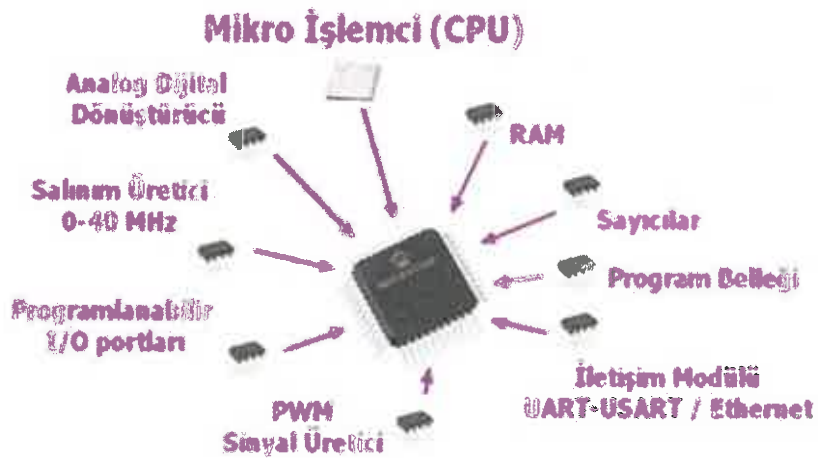 Mikro İşlemci (CPU)
Analog Dijital
Dönüştürücü
RAM
Salınım Üretici
0-40 MHz
Sayıcılar
Program Belleği
Programlanabilir
I/O portları
İletişim Modülü
UART-USART / Ethernet
PWM
Sinyal Üretici